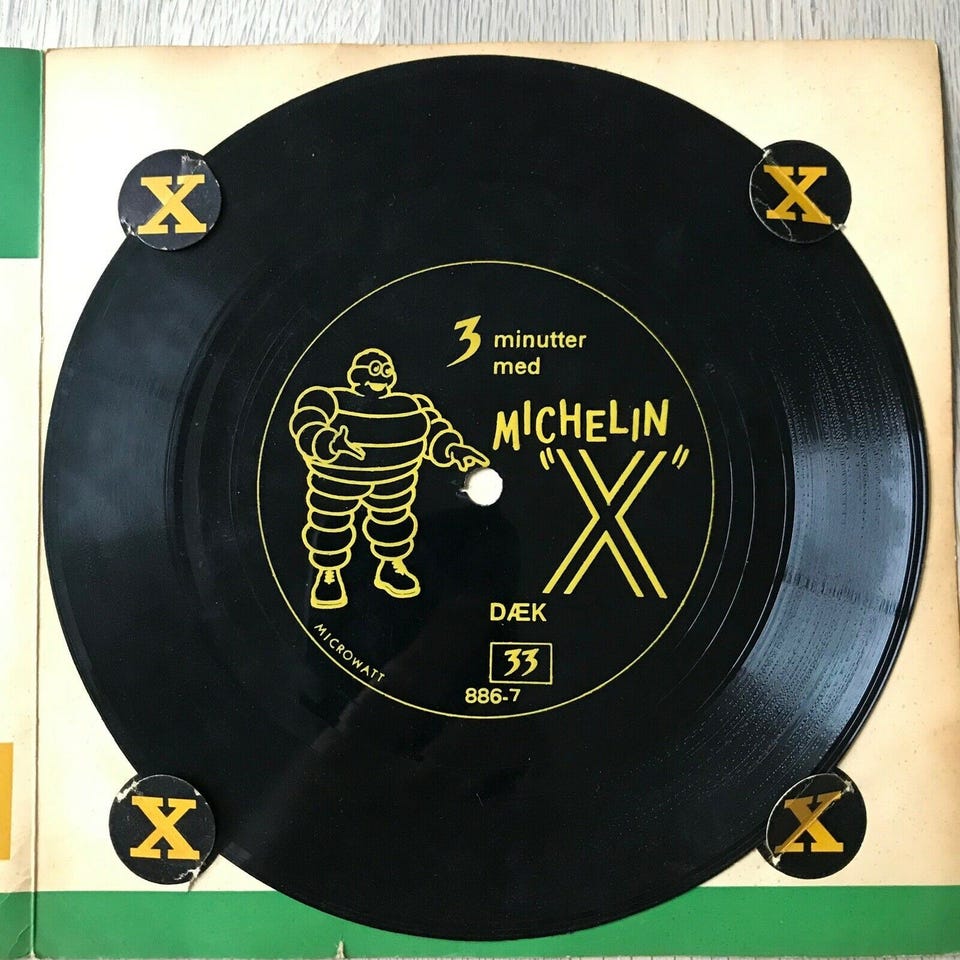 X
X
3 minutter
med
MICHELIN
"X"
DÆK
33
886-7
MICROWATT
X
X